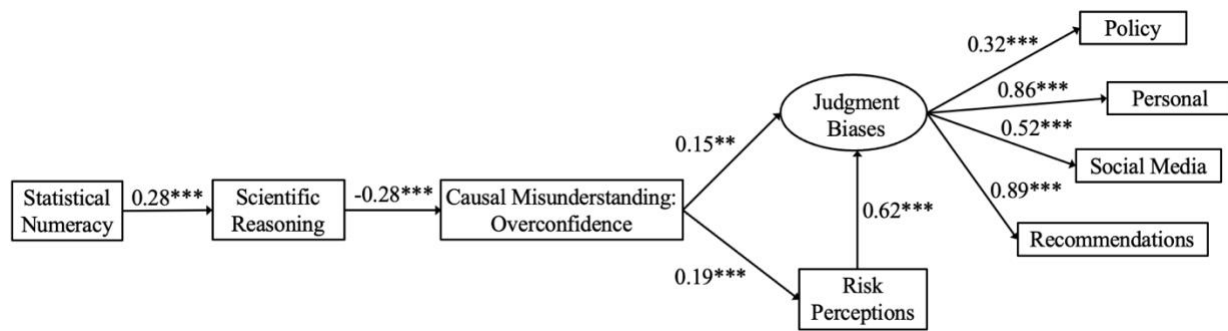 Statistical
Numeracy
0.28***
Scientific
Reasoning
-0.28***
Causal Misunderstanding:
Overconfidence
0.15**
0.19***
Judgment
Biases
0.62***
Risk
Perceptions
0.32***
Policy
0.86***
Personal
0.52***
Social Media
0.89***
Recommendations